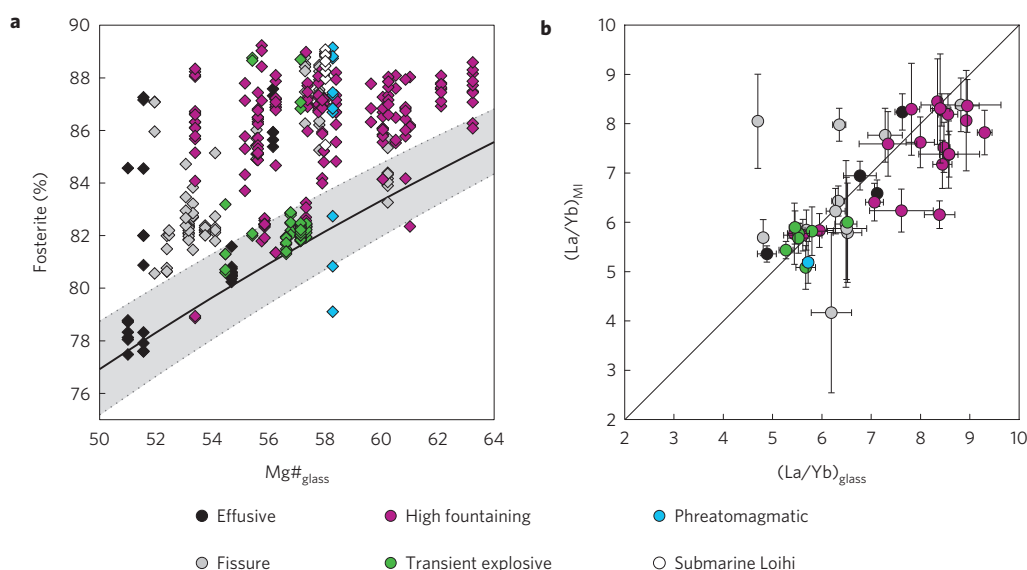 a
90
88
86
84
82
80
78
76
Fosterite (%)
50 52 54 56 58 60 62 64
Mg#glass
b
10
9
8
7
6
5
4
3
2
(La/Yb)MI
2 3 4 5 6 7 8 9 10
(La/Yb)glass
Effusive High fountaining Phreatomagmatic
Fissure Transient explosive Submarine Loihi